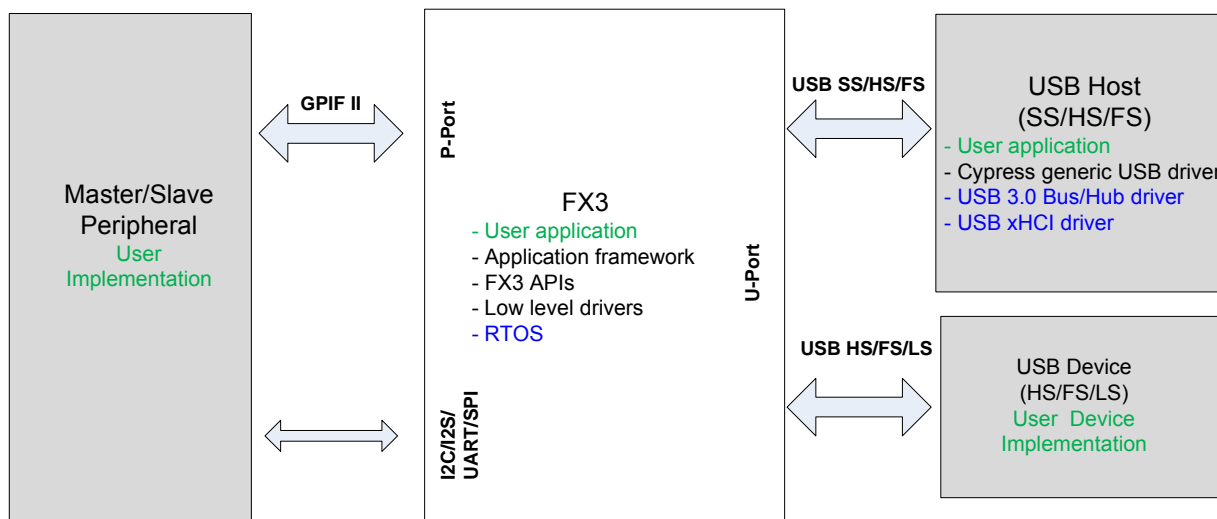 GPIF II
Master/Slave
Peripheral
User
Implementation
P-Port
FX3
- User application
- Application framework
- FX3 APIs
- Low level drivers
- RTOS
U-Port
I2C/I2S/
UART/SPI
USB SS/HS/FS
USB Host
(SS/HS/FS)
- User application
- Cypress generic USB driver
- USB 3.0 Bus/Hub driver
- USB xHCI driver
USB HS/FS/LS
USB Device
(HS/FS/LS)
User Device
Implementation